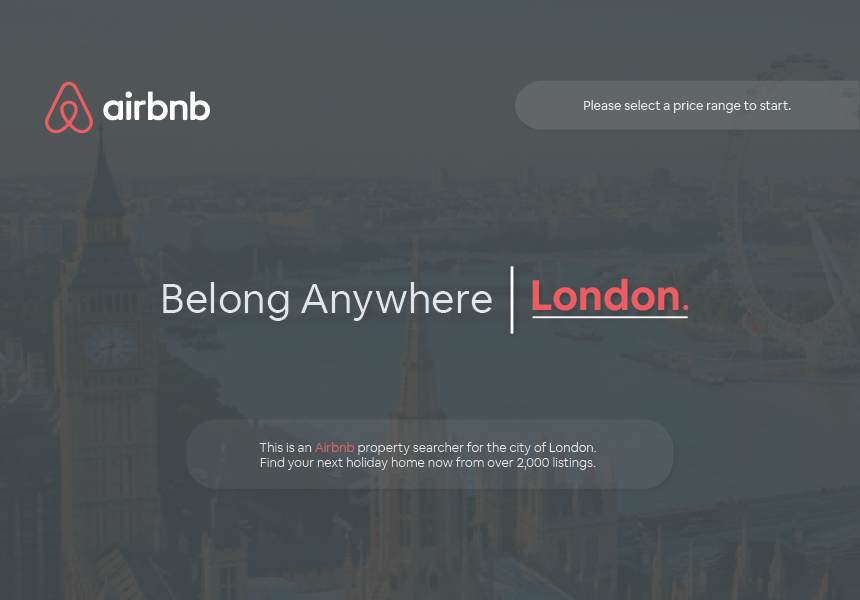 airbnb
Please select a price range to start.
Belong Anywhere | London.
This is an Airbnb property searcher for the city of London.
Find your next holiday home now from over 2,000 listings.